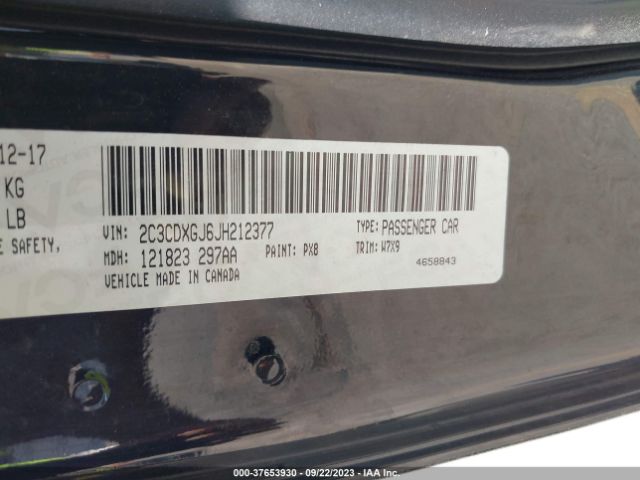 12-17
KG
LB
E SAFETY,
VIN: 2C3CDXGJ6JH212377
TYPE: PASSENGER CAR
MDH: 121823 297AA
PAINT: PX8
TRIM: W7X9
VEHICLE MADE IN CANADA
4658843
000-37653930 - 09/22/2023 - IAA Inc.